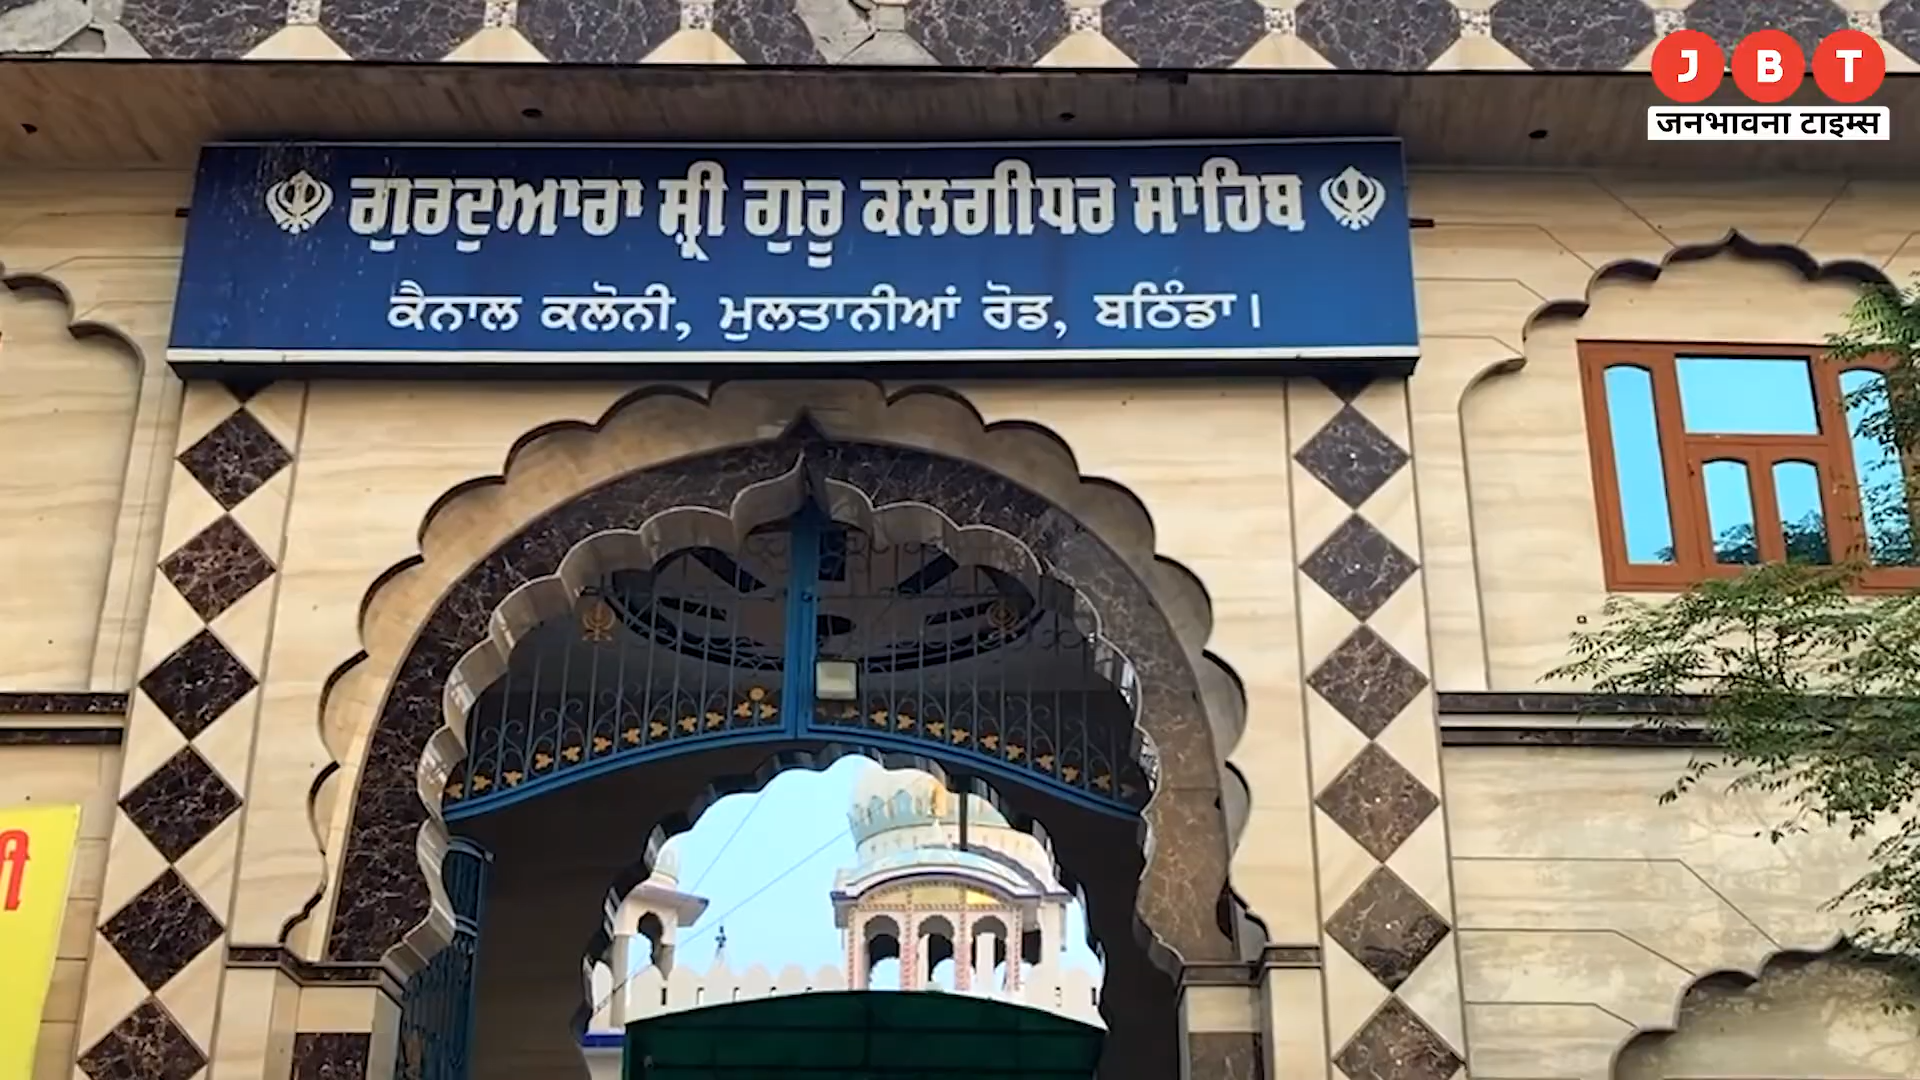 J B T
जनभावना टाइम्स
ਗੁਰਦੁਆਰਾ ਸ਼੍ਰੀ ਗੁਰੂ ਕਲਗੀਧਰ ਸਾਹਿਬ
ਕੈਨਾਲ ਕਲੋਨੀ, ਮੁਲਤਾਨੀਆਂ ਰੋਡ, ਬਠਿੰਡਾ।